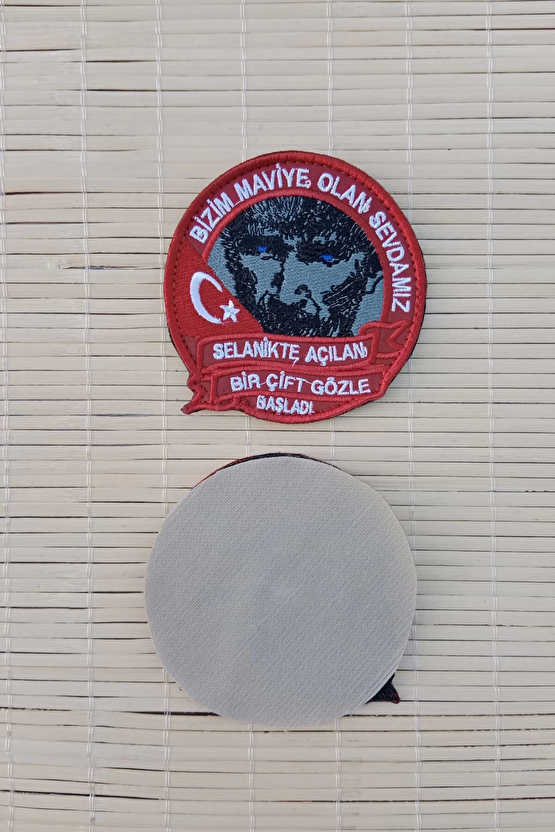 BİZİM MAVİYE OLAN SEVDAMIZ
SELANİKTE AÇILAN
BİR ÇİFT GÖZLE
BAŞLADI.